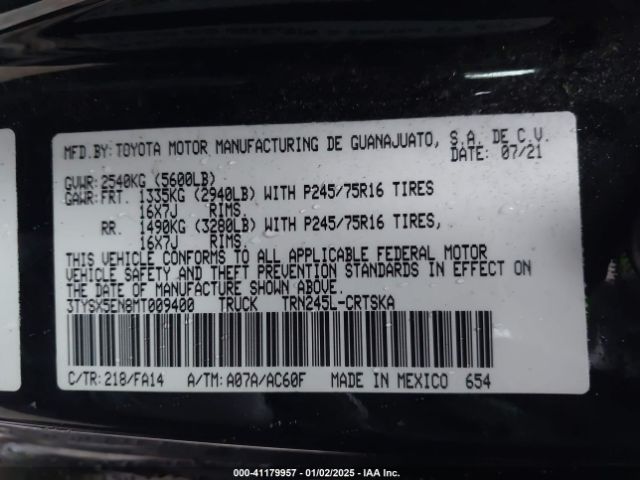 MFD.BY: TOYOTA MOTOR MANUFACTURING DE GUANAJUATO, S.A. DE C.V.
DATE: 07/21
GVWR: 2540KG (5600LB)
GAWR: FRT. 1335KG (2940LB) WITH P245/75R16 TIRES
16X7J RIMS.
RR. 1490KG (3280LB) WITH P245/75R16 TIRES,
16X7J RIMS.
THIS VEHICLE CONFORMS TO ALL APPLICABLE FEDERAL MOTOR
VEHICLE SAFETY AND THEFT PREVENTION STANDARDS IN EFFECT ON
THE DATE OF MANUFACTURE SHOWN ABOVE.
3TYSX5EN8MT009400 TRUCK TRN245L-CRTSKA
C/TR: 218/FA14 A/TM: A07A/AC60F MADE IN MEXICO 654
000-41179957 | 01/02/2025 | IAA Inc.